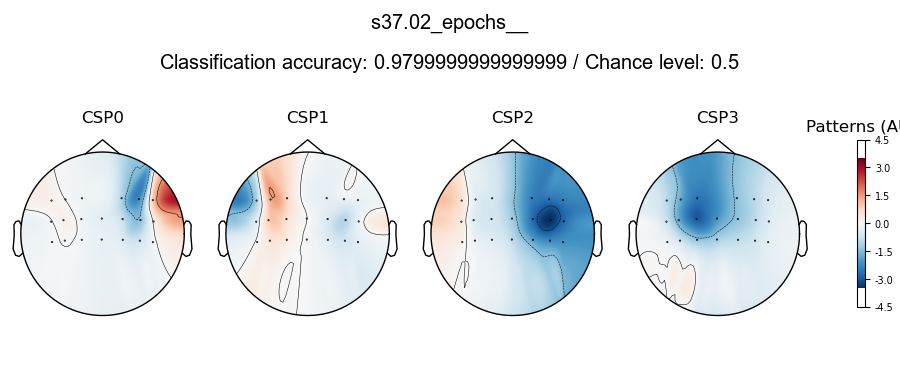 s37.02_epochs__
Classification accuracy: 0.9799999999999999 / Chance level: 0.5
CSP0 CSP1 CSP2 CSP3
Patterns (AU
4.5
3.0
1.5
0.0
-1.5
-3.0
-4.5